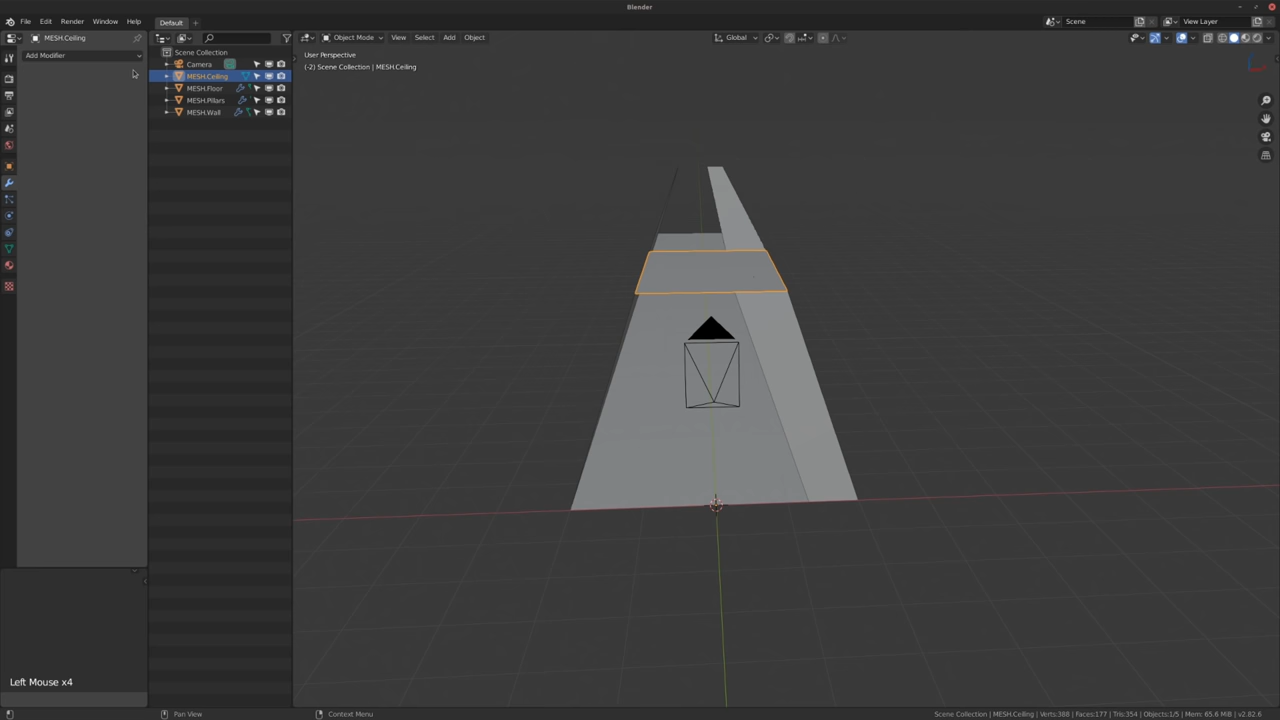 Blender
File Edit Render Window Help
Default +
Scene
View Layer
MESH.Ceiling
Object Mode View Select Add Object
Global
Add Modifier
Scene Collection
Camera
MESH.Ceiling
MESH.Floor
MESH.Pillars
MESH.Wall
User Perspective
(-2) Scene Collection | MESH.Ceiling
Left Mouse x4
Pan View
Context Menu
Scene Collection | MESH.Ceiling | Verts:388 | Faces:177 | Tris:354 | Objects:1/5 | Mem: 65.6 MiB | v2.82.6